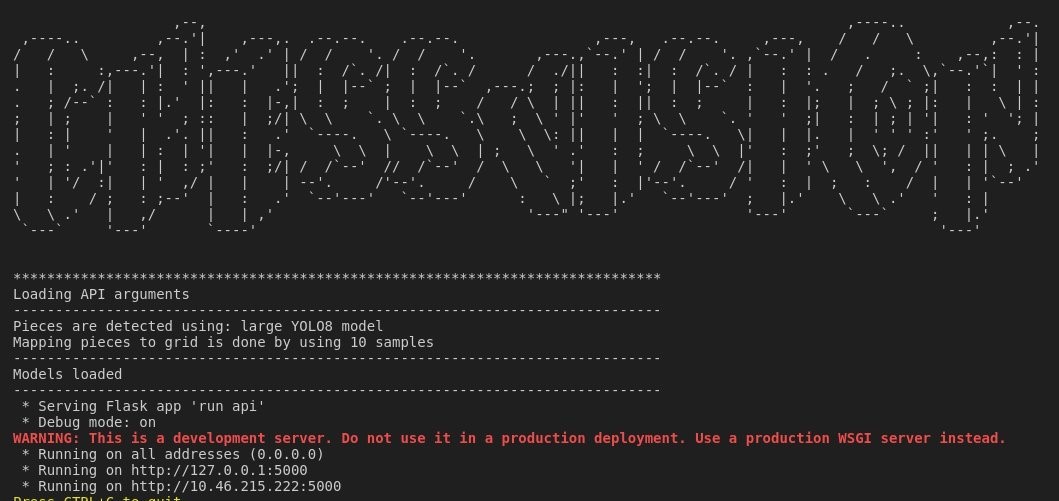 ChessVision
******************************************************************************
Loading API arguments
------------------------------------------------------------------------------
Pieces are detected using: large YOLO8 model
Mapping pieces to grid is done by using 10 samples
------------------------------------------------------------------------------
Models loaded
------------------------------------------------------------------------------
 * Serving Flask app 'run api'
 * Debug mode: on
WARNING: This is a development server. Do not use it in a production deployment. Use a production WSGI server instead.
 * Running on all addresses (0.0.0.0)
 * Running on http://127.0.0.1:5000
 * Running on http://10.46.215.222:5000
Press CTRL+C to quit